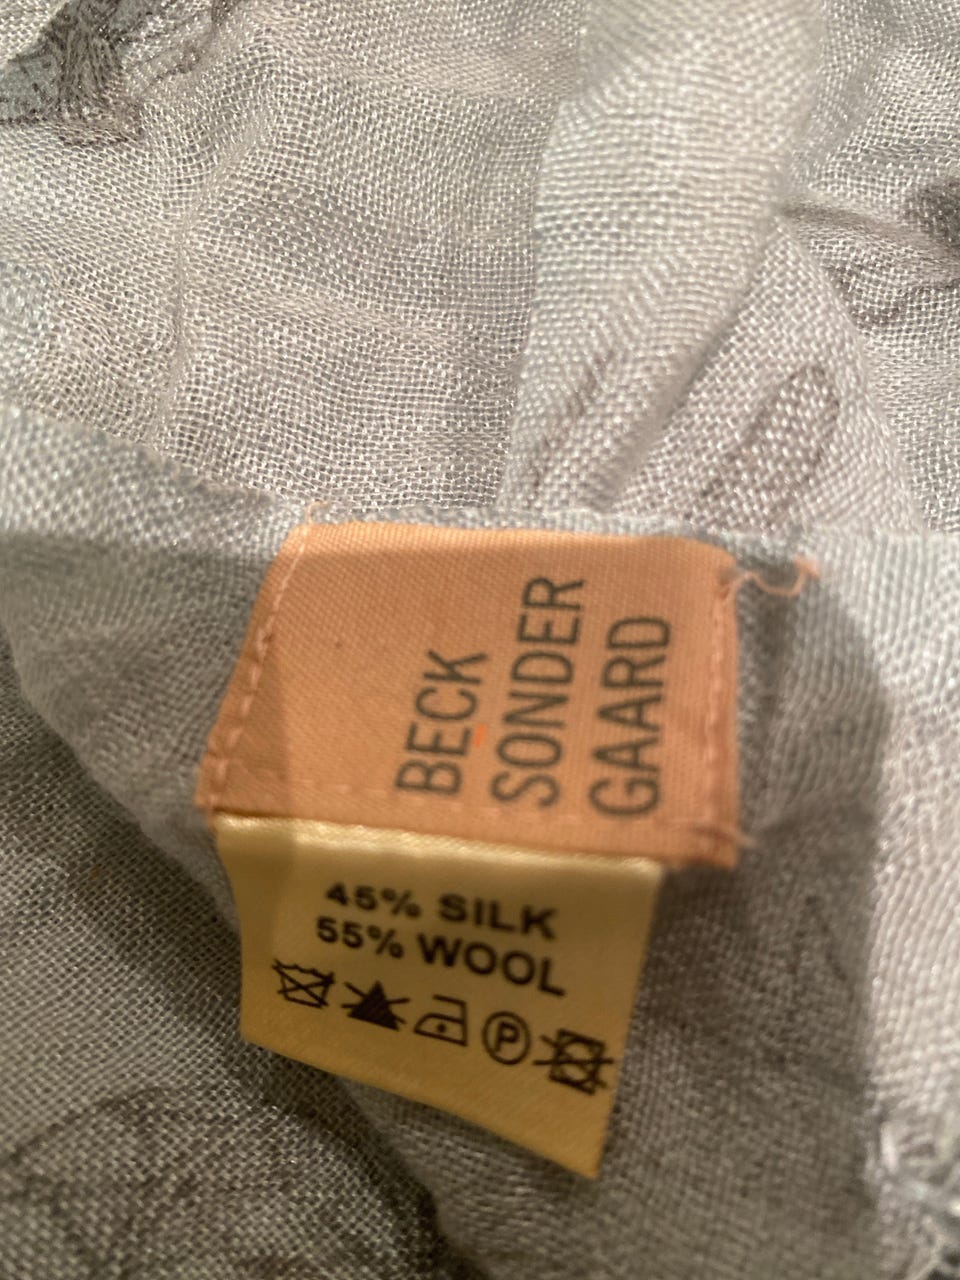 BECK
SONDER
GAARD
45% SILK
55% WOOL
P